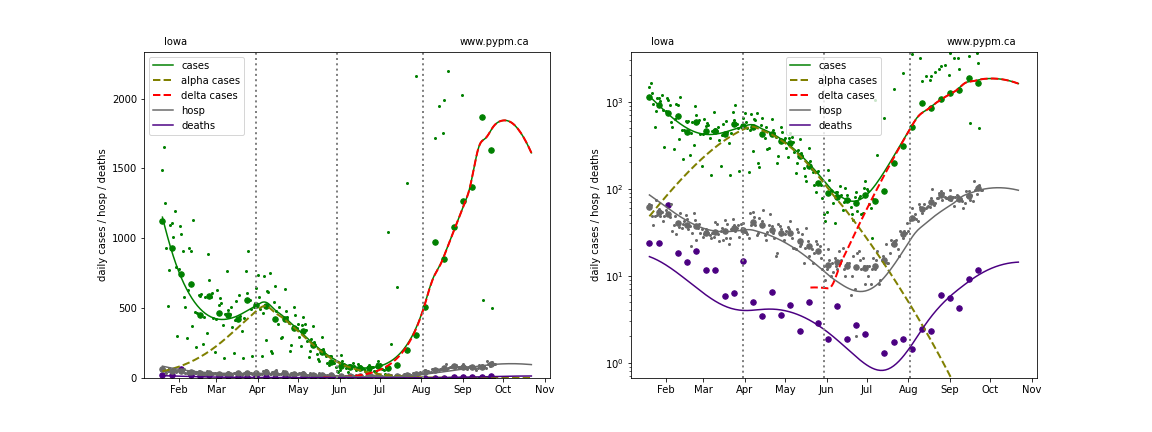 Iowa www.pypm.ca
cases
alpha cases
delta cases
hosp
deaths
daily cases / hosp / deaths
2000
1500
1000
500
0
Feb Mar Apr May Jun Jul Aug Sep Oct Nov
Iowa www.pypm.ca
cases
alpha cases
delta cases
hosp
deaths
daily cases / hosp / deaths
10³
10²
10¹
10⁰
Feb Mar Apr May Jun Jul Aug Sep Oct Nov